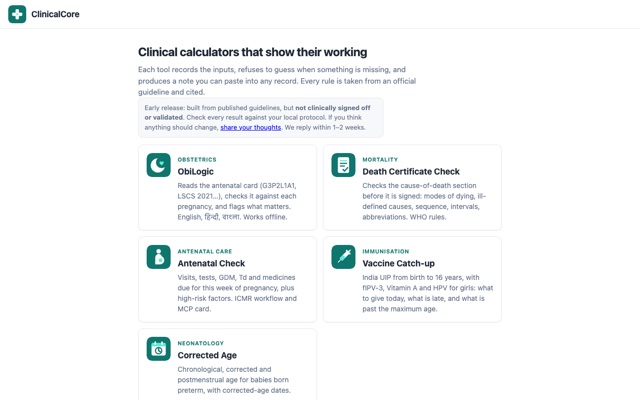 ClinicalCore
Clinical calculators that show their working
Each tool records the inputs, refuses to guess when something is missing, and
produces a note you can paste into any record. Every rule is taken from an official
guideline and cited.
Early release: built from published guidelines, but not clinically signed off
or validated. Check every result against your local protocol. If you think
anything should change, share your thoughts. We reply within 1–2 weeks.
OBSTETRICS
ObiLogic
Reads the antenatal card (G3P2L1A1,
LSCS 2021...), checks it against each
pregnancy, and flags what matters.
English, हिन्दी, বাংলা. Works offline.
MORTALITY
Death Certificate Check
Checks the cause-of-death section
before it is signed: modes of dying, ill-
defined causes, sequence, intervals,
abbreviations. WHO rules.
ANTENATAL CARE
Antenatal Check
Visits, tests, GDM, Td and medicines
due for this week of pregnancy, plus
high-risk factors. ICMR workflow and
MCP card.
IMMUNISATION
Vaccine Catch-up
India UIP from birth to 16 years, with
fIPV-3, Vitamin A and HPV for girls: what
to give today, what is late, and what is
past the maximum age.
NEONATOLOGY
Corrected Age
Chronological, corrected and
postmenstrual age for babies born
preterm, with corrected-age dates.